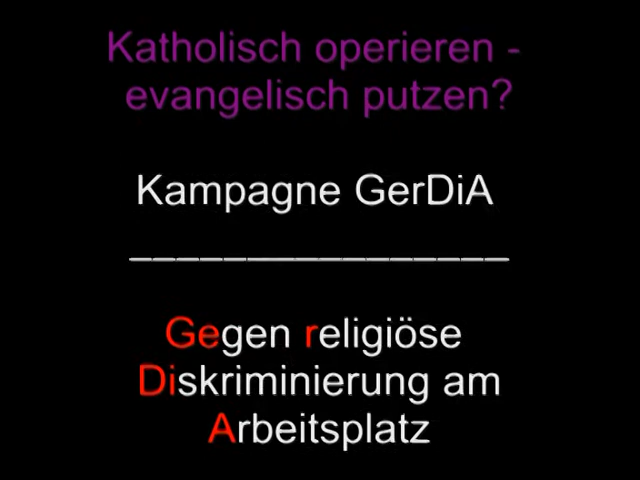 Katholisch operieren -
evangelisch putzen?
Kampagne GerDiA
________________
Gegen religiöse
Diskriminierung am
Arbeitsplatz